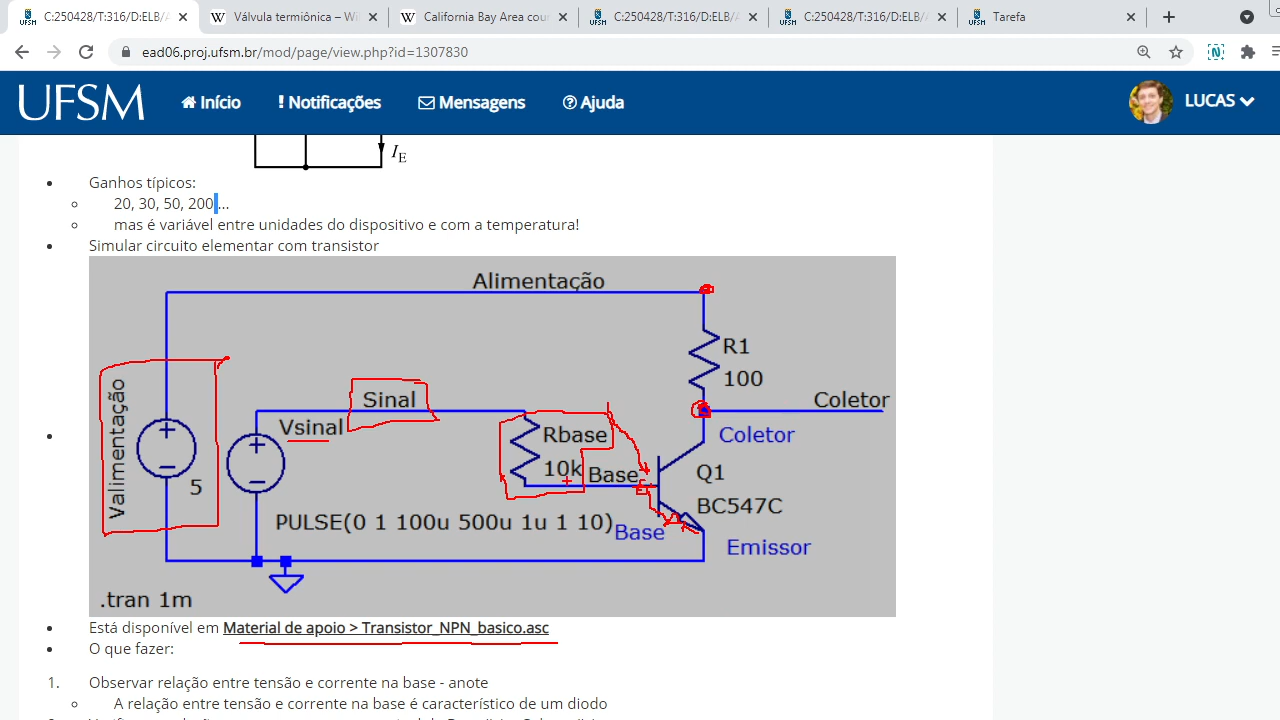 C:250428/T:316/D:ELB/A
Válvula termiônica – Wi
California Bay Area cour
C:250428/T:316/D:EUB//
C:250428/T:316/D:ELB//
Tarefa
ead06.proj.ufsm.br/mod/page/view.php?id=1307830
UFSM
Início
! Notificações
Mensagens
Ajuda
LUCAS
IE
Ganhos típicos:
20, 30, 50, 200 ...
mas é variável entre unidades do dispositivo e com a temperatura!
Simular circuito elementar com transistor
Alimentação
R1
100
Valimentação
5
Sinal
Vsinal
Coletor
Coletor
Rbase
10k
Base
Q1
BC547C
PULSE(0 1 100u 500u 1u 1 10)
Base
Emissor
.tran 1m
Está disponível em Material de apoio > Transistor_NPN_basico.asc
O que fazer:
1. Observar relação entre tensão e corrente na base - anote
A relação entre tensão e corrente na base é característico de um diodo